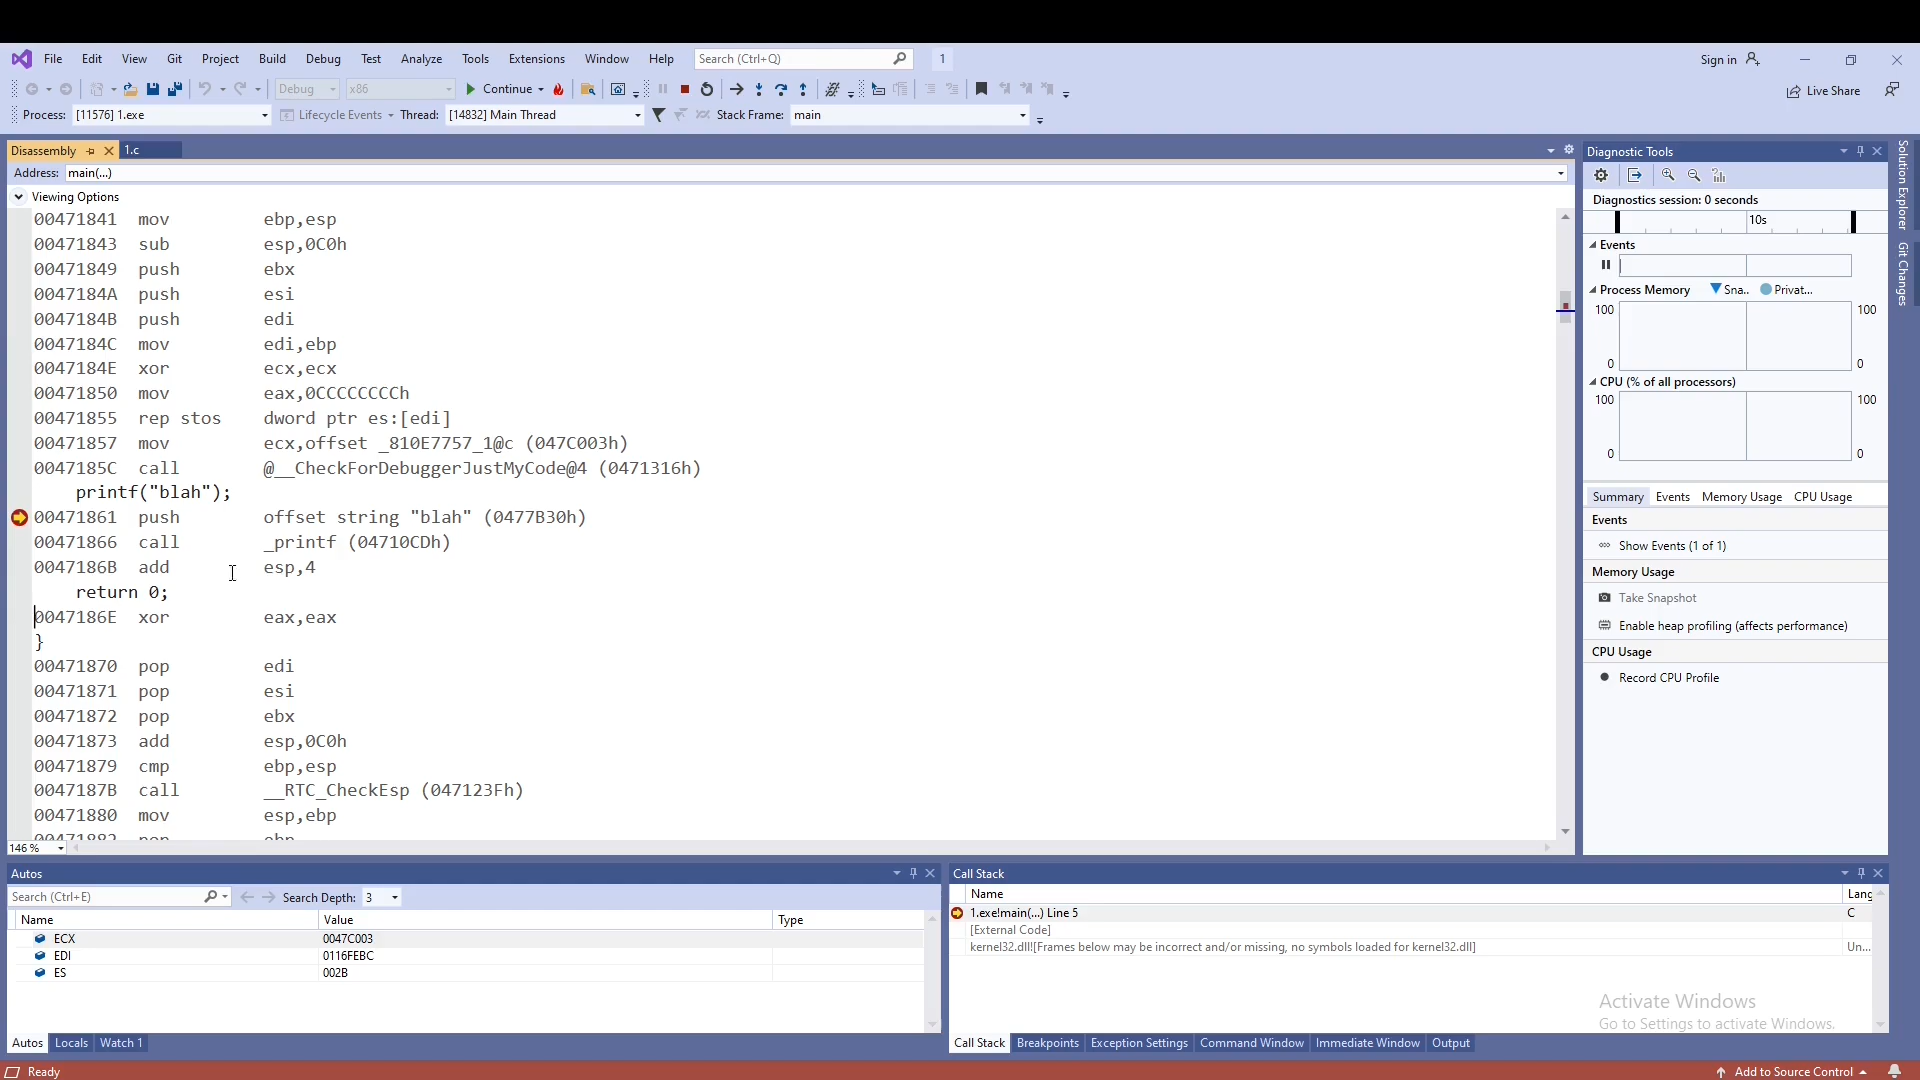 File Edit View Git Project Build Debug Test Analyze Tools Extensions Window Help Search (Ctrl+Q) 1 Sign in
Debug x86 Continue Live Share
Process: [11576] 1.exe Lifecycle Events Thread: [14832] Main Thread Stack Frame: main
Disassembly 1.c
Address: main(...)
Viewing Options
00471841 mov ebp,esp
00471843 sub esp,0C0h
00471849 push ebx
0047184A push esi
0047184B push edi
0047184C mov edi,ebp
0047184E xor ecx,ecx
00471850 mov eax,0CCCCCCCCh
00471855 rep stos dword ptr es:[edi]
00471857 mov ecx,offset _810E7757_1@c (047C003h)
0047185C call @__CheckForDebuggerJustMyCode@4 (0471316h)
printf("blah");
00471861 push offset string "blah" (0477B30h)
00471866 call _printf (04710CDh)
0047186B add esp,4
return 0;
0047186E xor eax,eax
}
00471870 pop edi
00471871 pop esi
00471872 pop ebx
00471873 add esp,0C0h
00471879 cmp ebp,esp
0047187B call __RTC_CheckEsp (047123Fh)
00471880 mov esp,ebp
00471882 pop ebp
146 %
Diagnostic Tools
Diagnostics session: 0 seconds
10s
Events
Process Memory Sna.. Privat...
100 100
0 0
CPU (% of all processors)
100 100
0 0
Summary Events Memory Usage CPU Usage
Events
Show Events (1 of 1)
Memory Usage
Take Snapshot
Enable heap profiling (affects performance)
CPU Usage
Record CPU Profile
Solution Explorer
Git Changes
Autos
Search (Ctrl+E) Search Depth: 3
Name Value Type
ECX 0047C003
EDI 0116FEBC
ES 002B
Autos Locals Watch 1
Call Stack
Name Lang
1.exe!main(...) Line 5 C
[External Code]
kernel32.dll![Frames below may be incorrect and/or missing, no symbols loaded for kernel32.dll] Un...
Activate Windows
Go to Settings to activate Windows.
Call Stack Breakpoints Exception Settings Command Window Immediate Window Output
Ready Add to Source Control